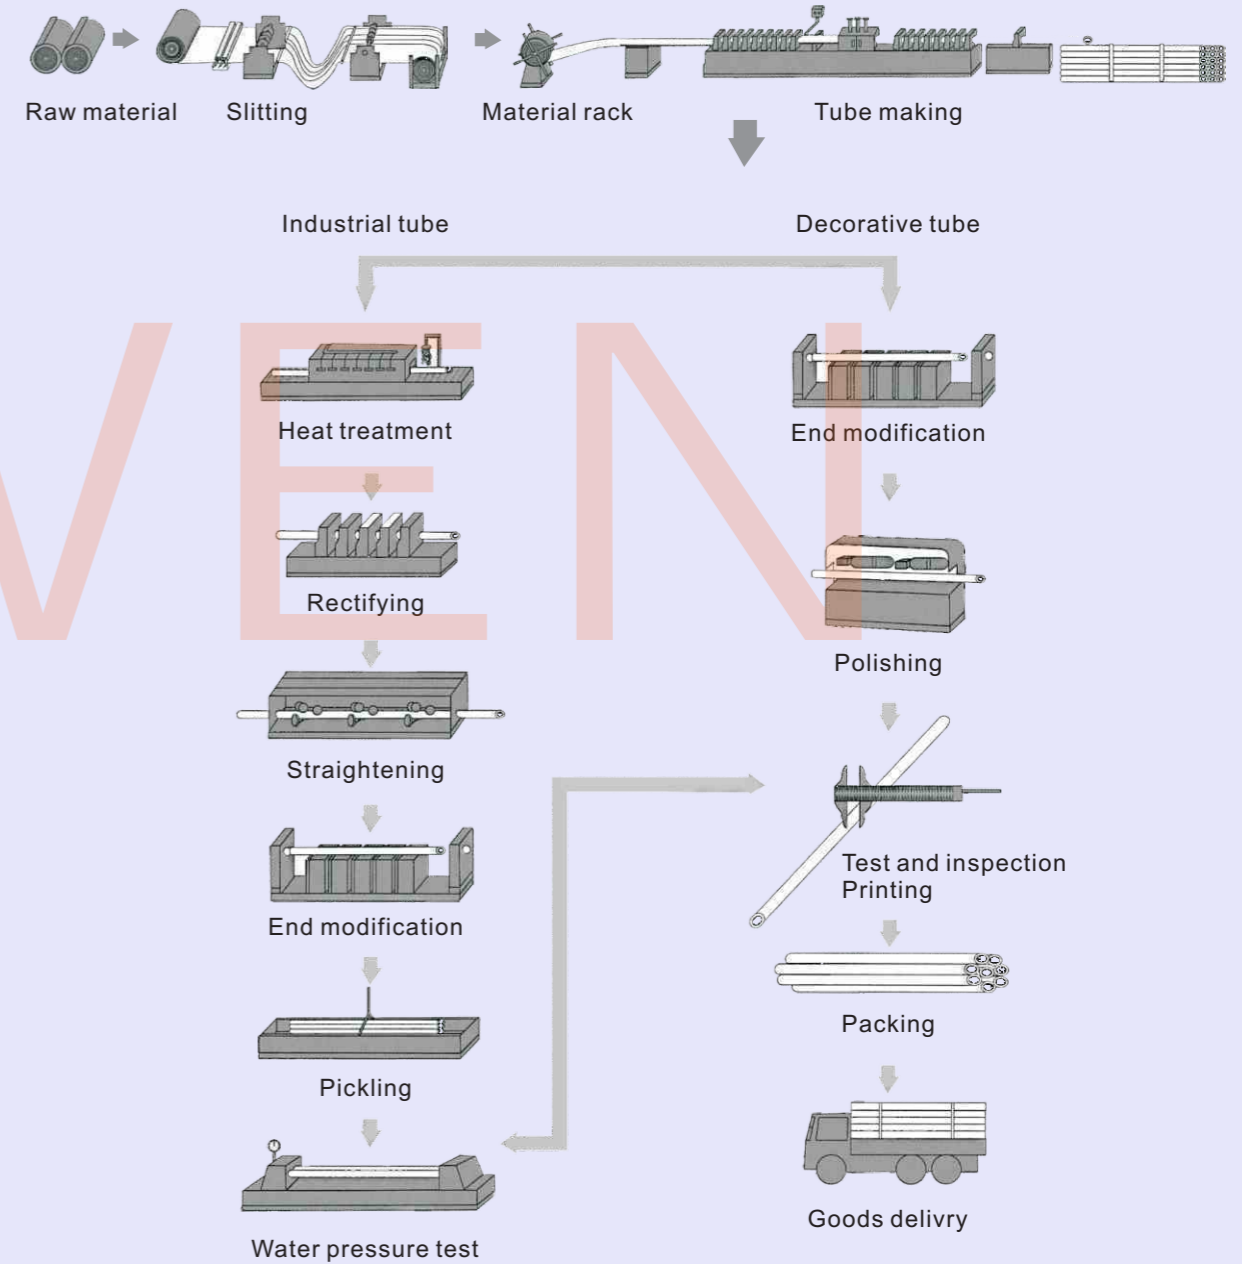 Raw material
Slitting
Material rack
Tube making
Industrial tube
Decorative tube
Heat treatment
Rectifying
Straightening
End modification
Pickling
Water pressure test
End modification
Polishing
Test and inspection
Printing
Packing
Goods delivry
VEN